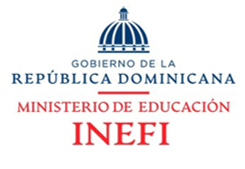 GOBIERNO DE LA
REPÚBLICA DOMINICANA
MINISTERIO DE EDUCACIÓN
INEFI